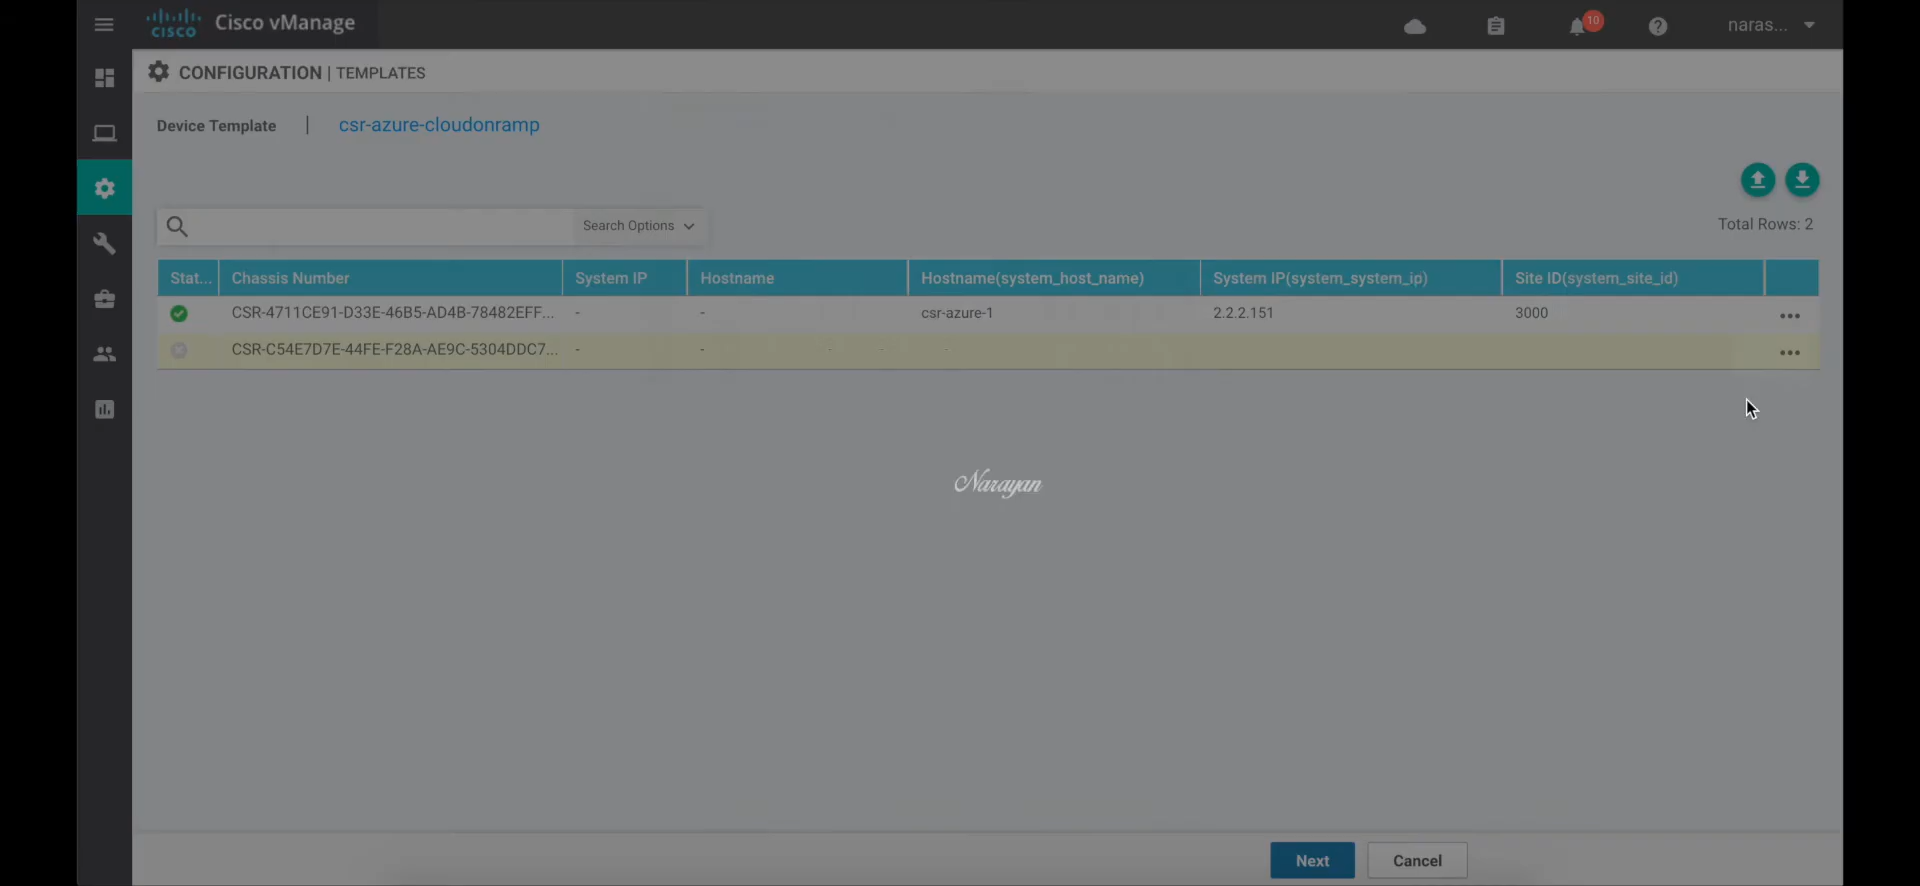 cisco Cisco vManage
10
naras...
CONFIGURATION | TEMPLATES
Device Template | csr-azure-cloudonramp
Search Options
Total Rows: 2
Stat... Chassis Number System IP Hostname Hostname(system_host_name) System IP(system_system_ip) Site ID(system_site_id)
CSR-4711CE91-D33E-46B5-AD4B-78482EFF... - - csr-azure-1 2.2.2.151 3000 •••
CSR-C54E7D7E-44FE-F28A-AE9C-5304DDC7... - - •••
Narayan
Next Cancel